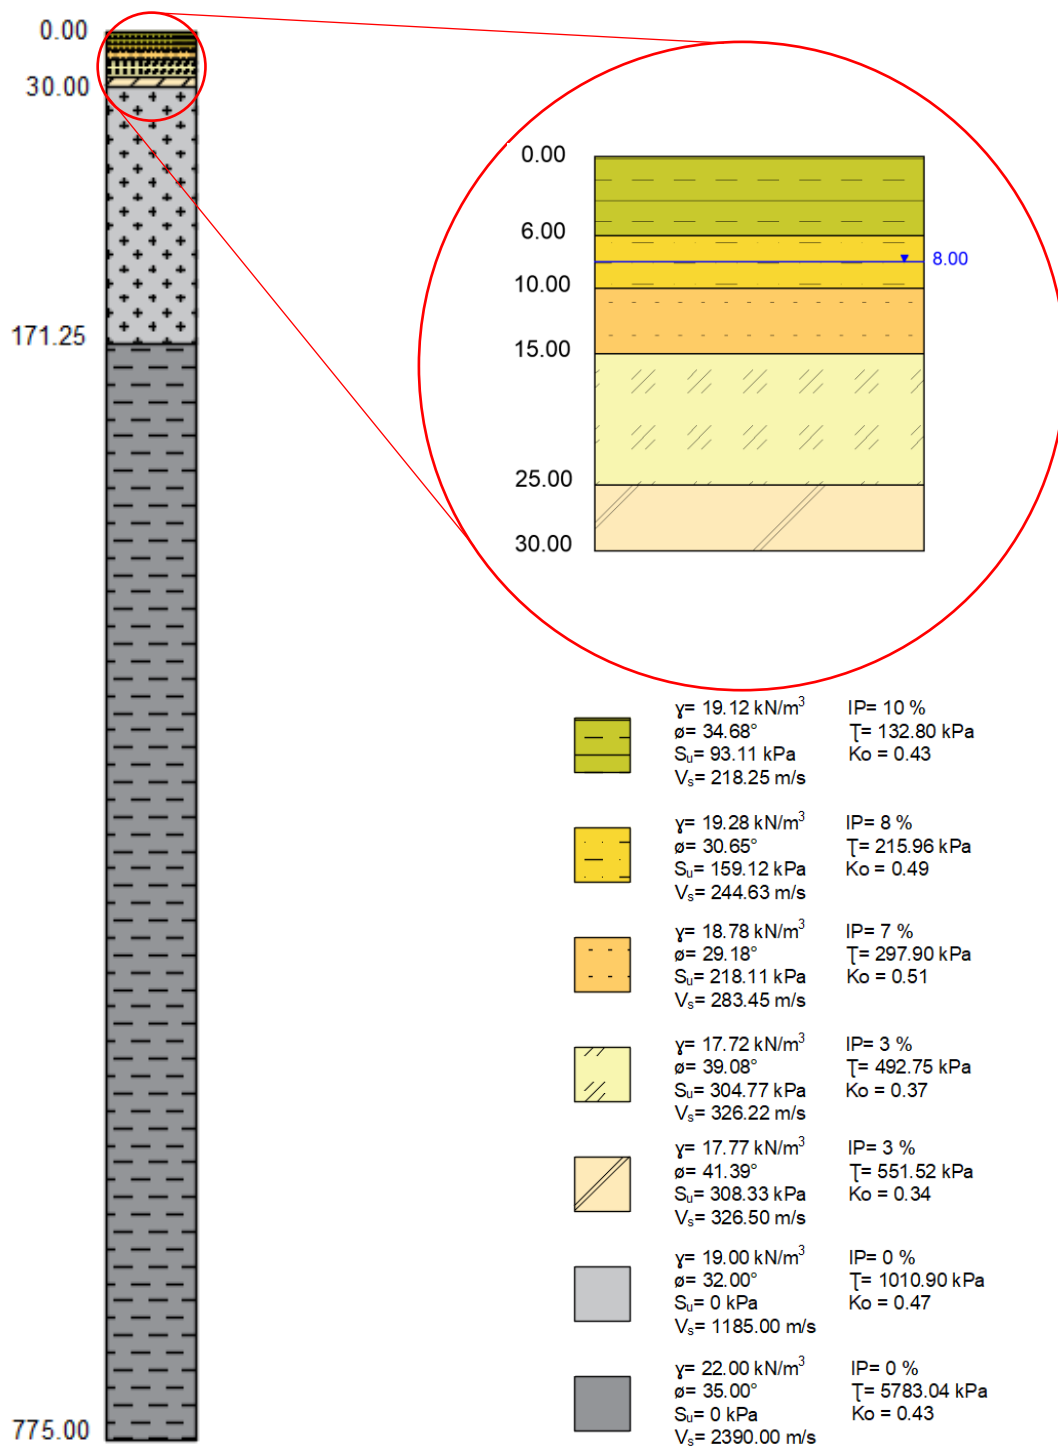 0.00
30.00
171.25
775.00
0.00
6.00
8.00
10.00
15.00
25.00
30.00
γ= 19.12 kN/m³ IP= 10 %
ø= 34.68° Ʈ= 132.80 kPa
Sᵤ= 93.11 kPa Ko = 0.43
Vₛ= 218.25 m/s
γ= 19.28 kN/m³ IP= 8 %
ø= 30.65° Ʈ= 215.96 kPa
Sᵤ= 159.12 kPa Ko = 0.49
Vₛ= 244.63 m/s
γ= 18.78 kN/m³ IP= 7 %
ø= 29.18° Ʈ= 297.90 kPa
Sᵤ= 218.11 kPa Ko = 0.51
Vₛ= 283.45 m/s
γ= 17.72 kN/m³ IP= 3 %
ø= 39.08° Ʈ= 492.75 kPa
Sᵤ= 304.77 kPa Ko = 0.37
Vₛ= 326.22 m/s
γ= 17.77 kN/m³ IP= 3 %
ø= 41.39° Ʈ= 551.52 kPa
Sᵤ= 308.33 kPa Ko = 0.34
Vₛ= 326.50 m/s
γ= 19.00 kN/m³ IP= 0 %
ø= 32.00° Ʈ= 1010.90 kPa
Sᵤ= 0 kPa Ko = 0.47
Vₛ= 1185.00 m/s
γ= 22.00 kN/m³ IP= 0 %
ø= 35.00° Ʈ= 5783.04 kPa
Sᵤ= 0 kPa Ko = 0.43
Vₛ= 2390.00 m/s